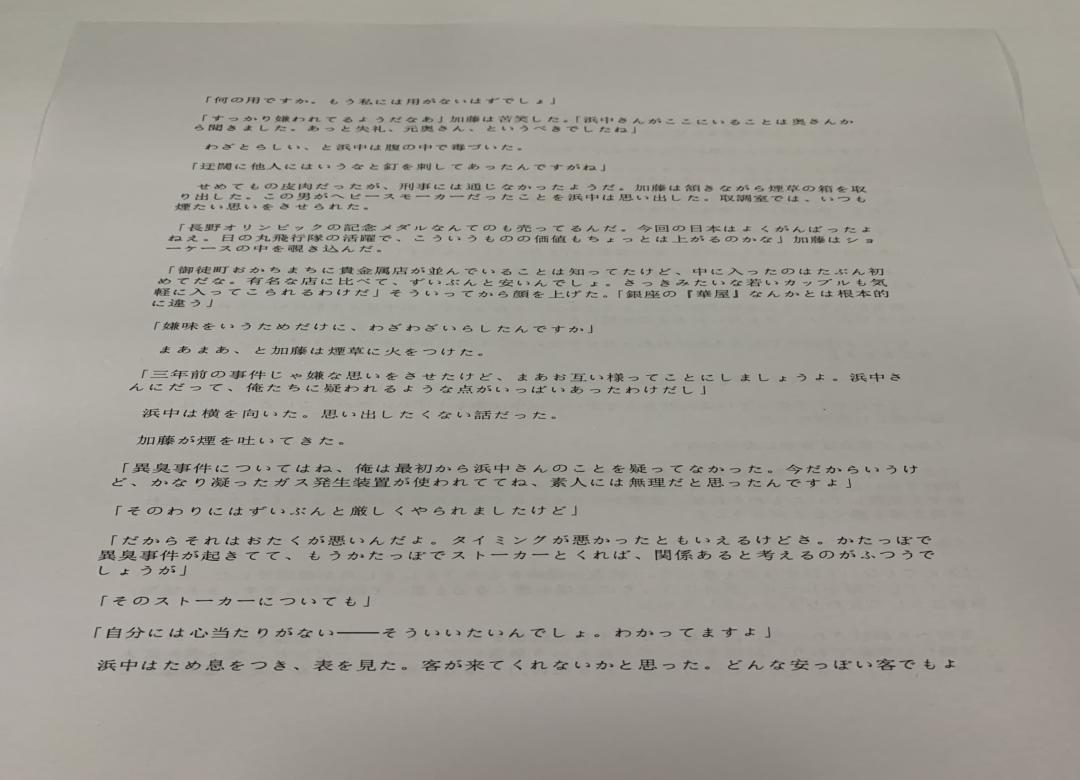 「何の用ですか。もう私には用がないはずでしょ」
「すっかり嫌われてるようだなあ」加藤は苦笑した。「浜中さんがここにいることは奥さんか
ら聞きました。あっと失礼、元奥さん、というべきでしたね」
わざとらしい、と浜中は腹の中で毒づいた。
「迂闊に他人にはいうなと釘を刺してあったんですがね」
せめてもの皮肉だったが、刑事には通じなかったようだ。加藤は頷きながら煙草の箱を取
り出した。この男がヘビースモーカーだったことを浜中は思い出した。取調室では、いつも
煙たい思いをさせられた。
「長野オリンピックの記念メダルなんてのも売ってるんだ。今回の日本はよくがんばったよ
ねえ。日の丸飛行隊の活躍で、こういうものの価値もちょっとは上がるのかな」加藤はショ
ーケースの中を覗き込んだ。
「御徒町おかちまちに貴金属店が並んでいることは知ってたけど、中に入ったのはたぶん初
めてだな。有名な店に比べて、ずいぶんと安いんでしょ。さっきみたいな若いカップルも気
軽に入ってこられるわけだ」そういってから顔を上げた。「銀座の『華屋』なんかとは根本的
に違う」
「嫌味をいうためだけに、わざわざいらしたんですか」
まあまあ、と加藤は煙草に火をつけた。
「三年前の事件じゃ嫌な思いをさせたけど、まあお互い様ってことにしましょうよ。浜中さ
んにだって、俺たちに疑われるような点がいっぱいあったわけだし」
浜中は横を向いた。思い出したくない話だった。
加藤が煙を吐いてきた。
「異臭事件についてはね、俺は最初から浜中さんのことを疑ってなかった。今だからいうけ
ど、かなり凝ったガス発生装置が使われててね、素人には無理だと思ったんですよ」
「そのわりにはずいぶんと厳しくやられましたけど」
「だからそれはおたくが悪いんだよ。タイミングが悪かったともいえるけどさ。かたっぽで
異臭事件が起きてて、もうかたっぽでストーカーとくれば、関係あると考えるのがふつうで
しょうが」
「そのストーカーについても」
「自分には心当たりがない――そういいたいんでしょ。わかってますよ」
浜中はため息をつき、表を見た。客が来てくれないかと思った。どんな安っぽい客でもよ